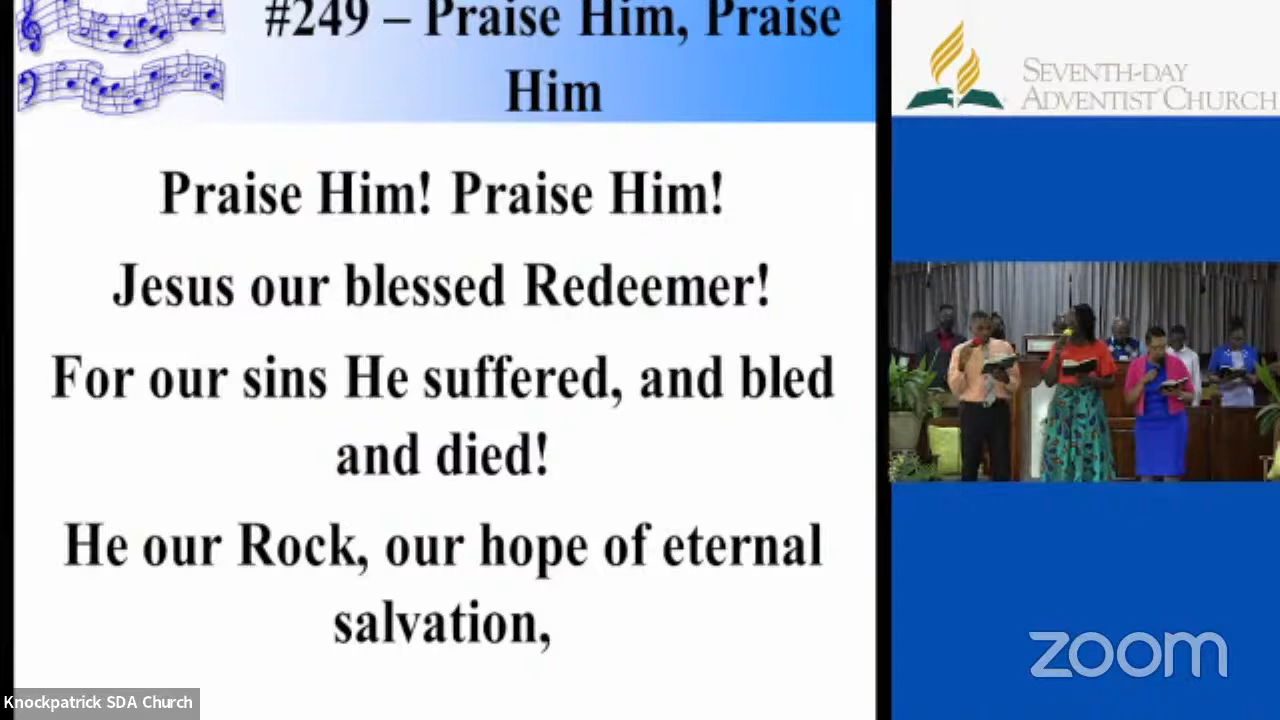 #249 – Praise Him, Praise
Him
Praise Him! Praise Him!
Jesus our blessed Redeemer!
For our sins He suffered, and bled
and died!
He our Rock, our hope of eternal
salvation,
SEVENTH-DAY
ADVENTIST CHURCH
zoom
Knockpatrick SDA Church